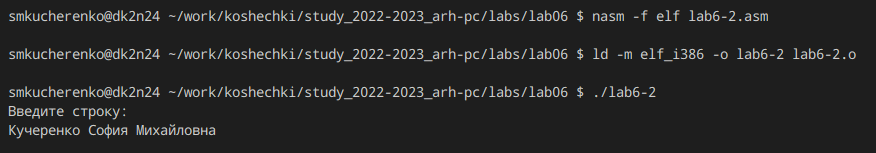 smkucherenko@dk2n24 ~/work/koshechki/study_2022-2023_arh-pc/labs/lab06 $ nasm -f elf lab6-2.asm
smkucherenko@dk2n24 ~/work/koshechki/study_2022-2023_arh-pc/labs/lab06 $ ld -m elf_i386 -o lab6-2 lab6-2.o
smkucherenko@dk2n24 ~/work/koshechki/study_2022-2023_arh-pc/labs/lab06 $ ./lab6-2
Введите строку:
Кучеренко София Михайловна